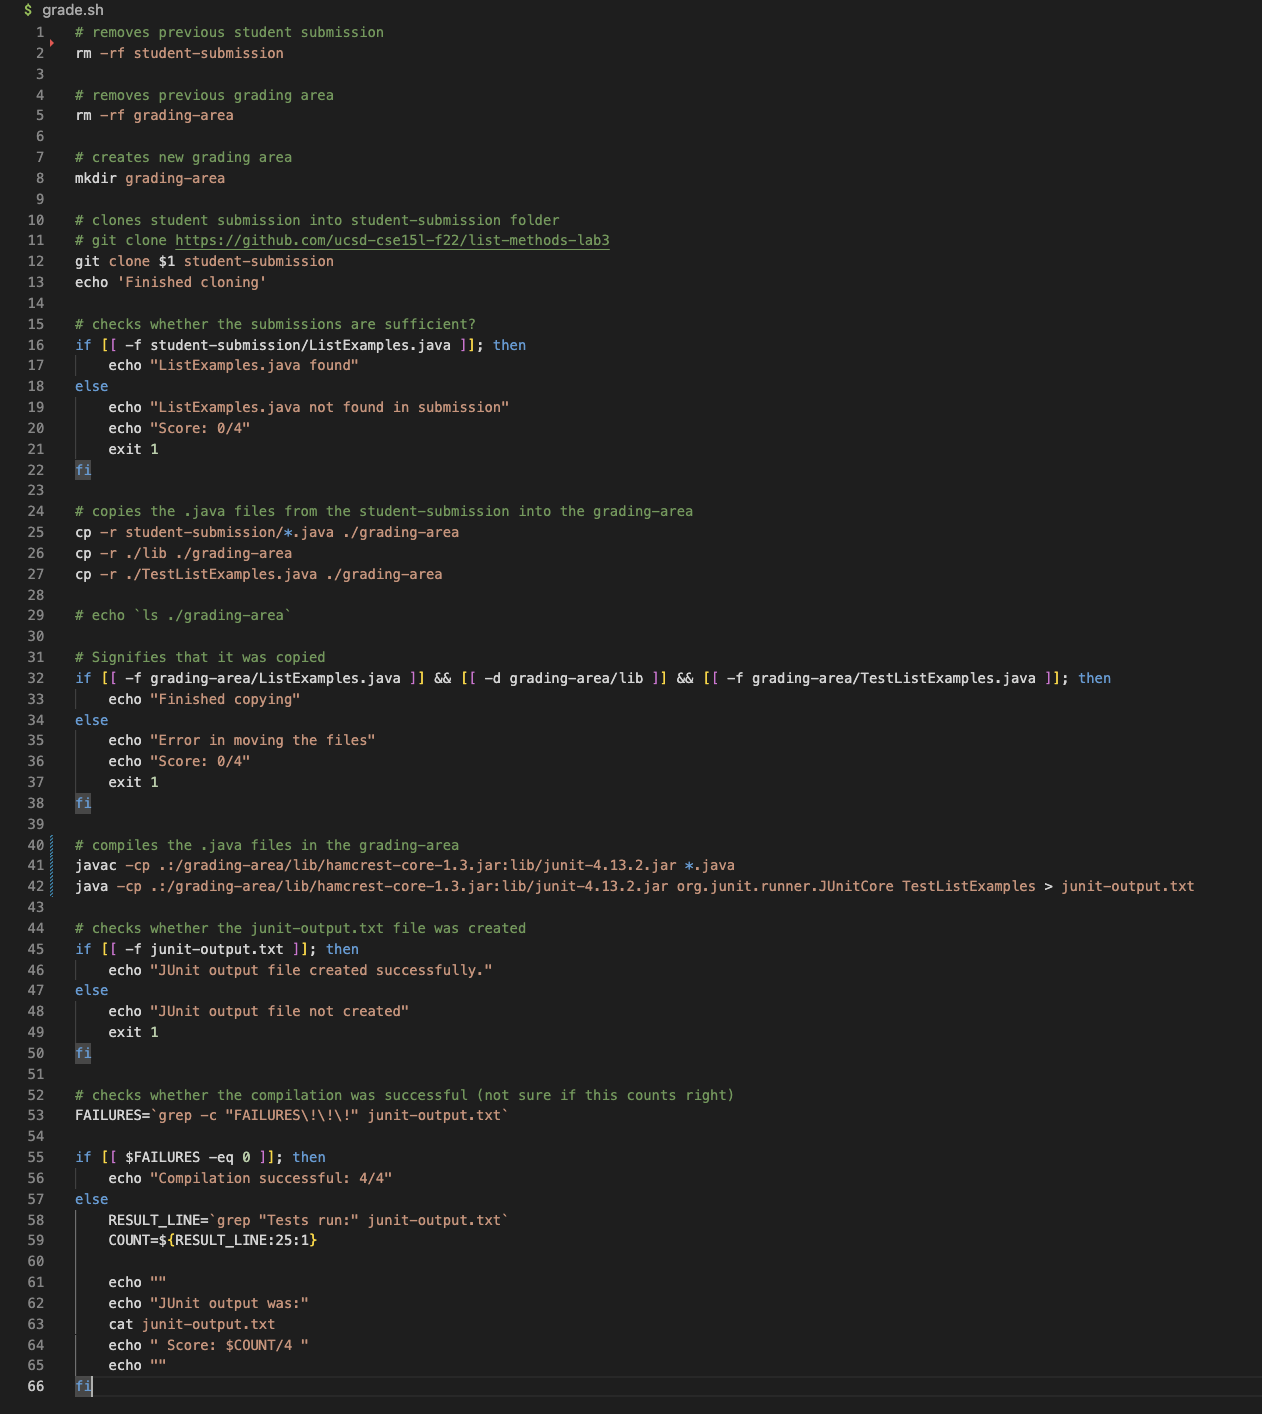 $ grade.sh
1 # removes previous student submission
2 rm -rf student-submission
3
4 # removes previous grading area
5 rm -rf grading-area
6
7 # creates new grading area
8 mkdir grading-area
9
10 # clones student submission into student-submission folder
11 # git clone https://github.com/ucsd-cse15l-f22/list-methods-lab3
12 git clone $1 student-submission
13 echo 'Finished cloning'
14
15 # checks whether the submissions are sufficient?
16 if [[ -f student-submission/ListExamples.java ]]; then
17     echo "ListExamples.java found"
18 else
19     echo "ListExamples.java not found in submission"
20     echo "Score: 0/4"
21     exit 1
22 fi
23
24 # copies the .java files from the student-submission into the grading-area
25 cp -r student-submission/*.java ./grading-area
26 cp -r ./lib ./grading-area
27 cp -r ./TestListExamples.java ./grading-area
28
29 # echo `ls ./grading-area`
30
31 # Signifies that it was copied
32 if [[ -f grading-area/ListExamples.java ]] && [[ -d grading-area/lib ]] && [[ -f grading-area/TestListExamples.java ]]; then
33     echo "Finished copying"
34 else
35     echo "Error in moving the files"
36     echo "Score: 0/4"
37     exit 1
38 fi
39
40 # compiles the .java files in the grading-area
41 javac -cp .:/grading-area/lib/hamcrest-core-1.3.jar:lib/junit-4.13.2.jar *.java
42 java -cp .:/grading-area/lib/hamcrest-core-1.3.jar:lib/junit-4.13.2.jar org.junit.runner.JUnitCore TestListExamples > junit-output.txt
43
44 # checks whether the junit-output.txt file was created
45 if [[ -f junit-output.txt ]]; then
46     echo "JUnit output file created successfully."
47 else
48     echo "JUnit output file not created"
49     exit 1
50 fi
51
52 # checks whether the compilation was successful (not sure if this counts right)
53 FAILURES=`grep -c "FAILURES\!\!\!" junit-output.txt`
54
55 if [[ $FAILURES -eq 0 ]]; then
56     echo "Compilation successful: 4/4"
57 else
58     RESULT_LINE=`grep "Tests run:" junit-output.txt`
59     COUNT=${RESULT_LINE:25:1}
60
61     echo ""
62     echo "JUnit output was:"
63     cat junit-output.txt
64     echo " Score: $COUNT/4 "
65     echo ""
66 fi